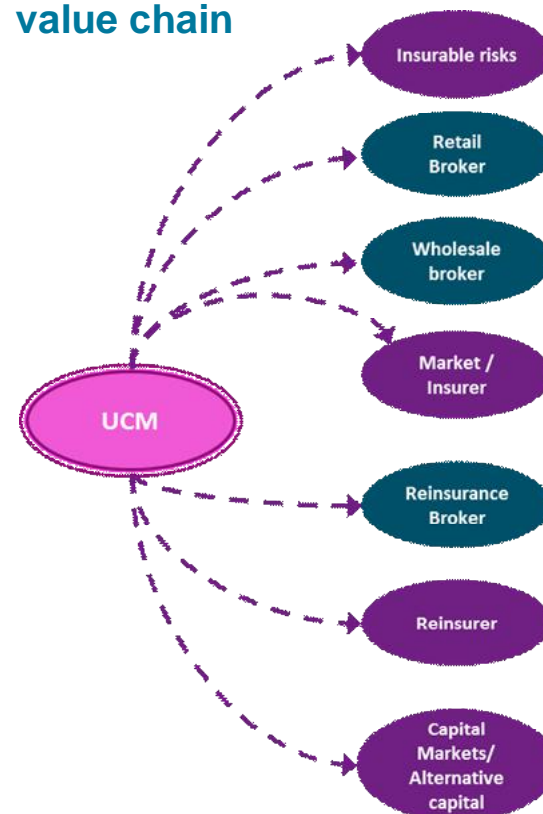 value chain
Insurable risks
Retail
Broker
Wholesale
broker
Market /
Insurer
UCM
Reinsurance
Broker
Reinsurer
Capital
Markets/
Alternative
capital